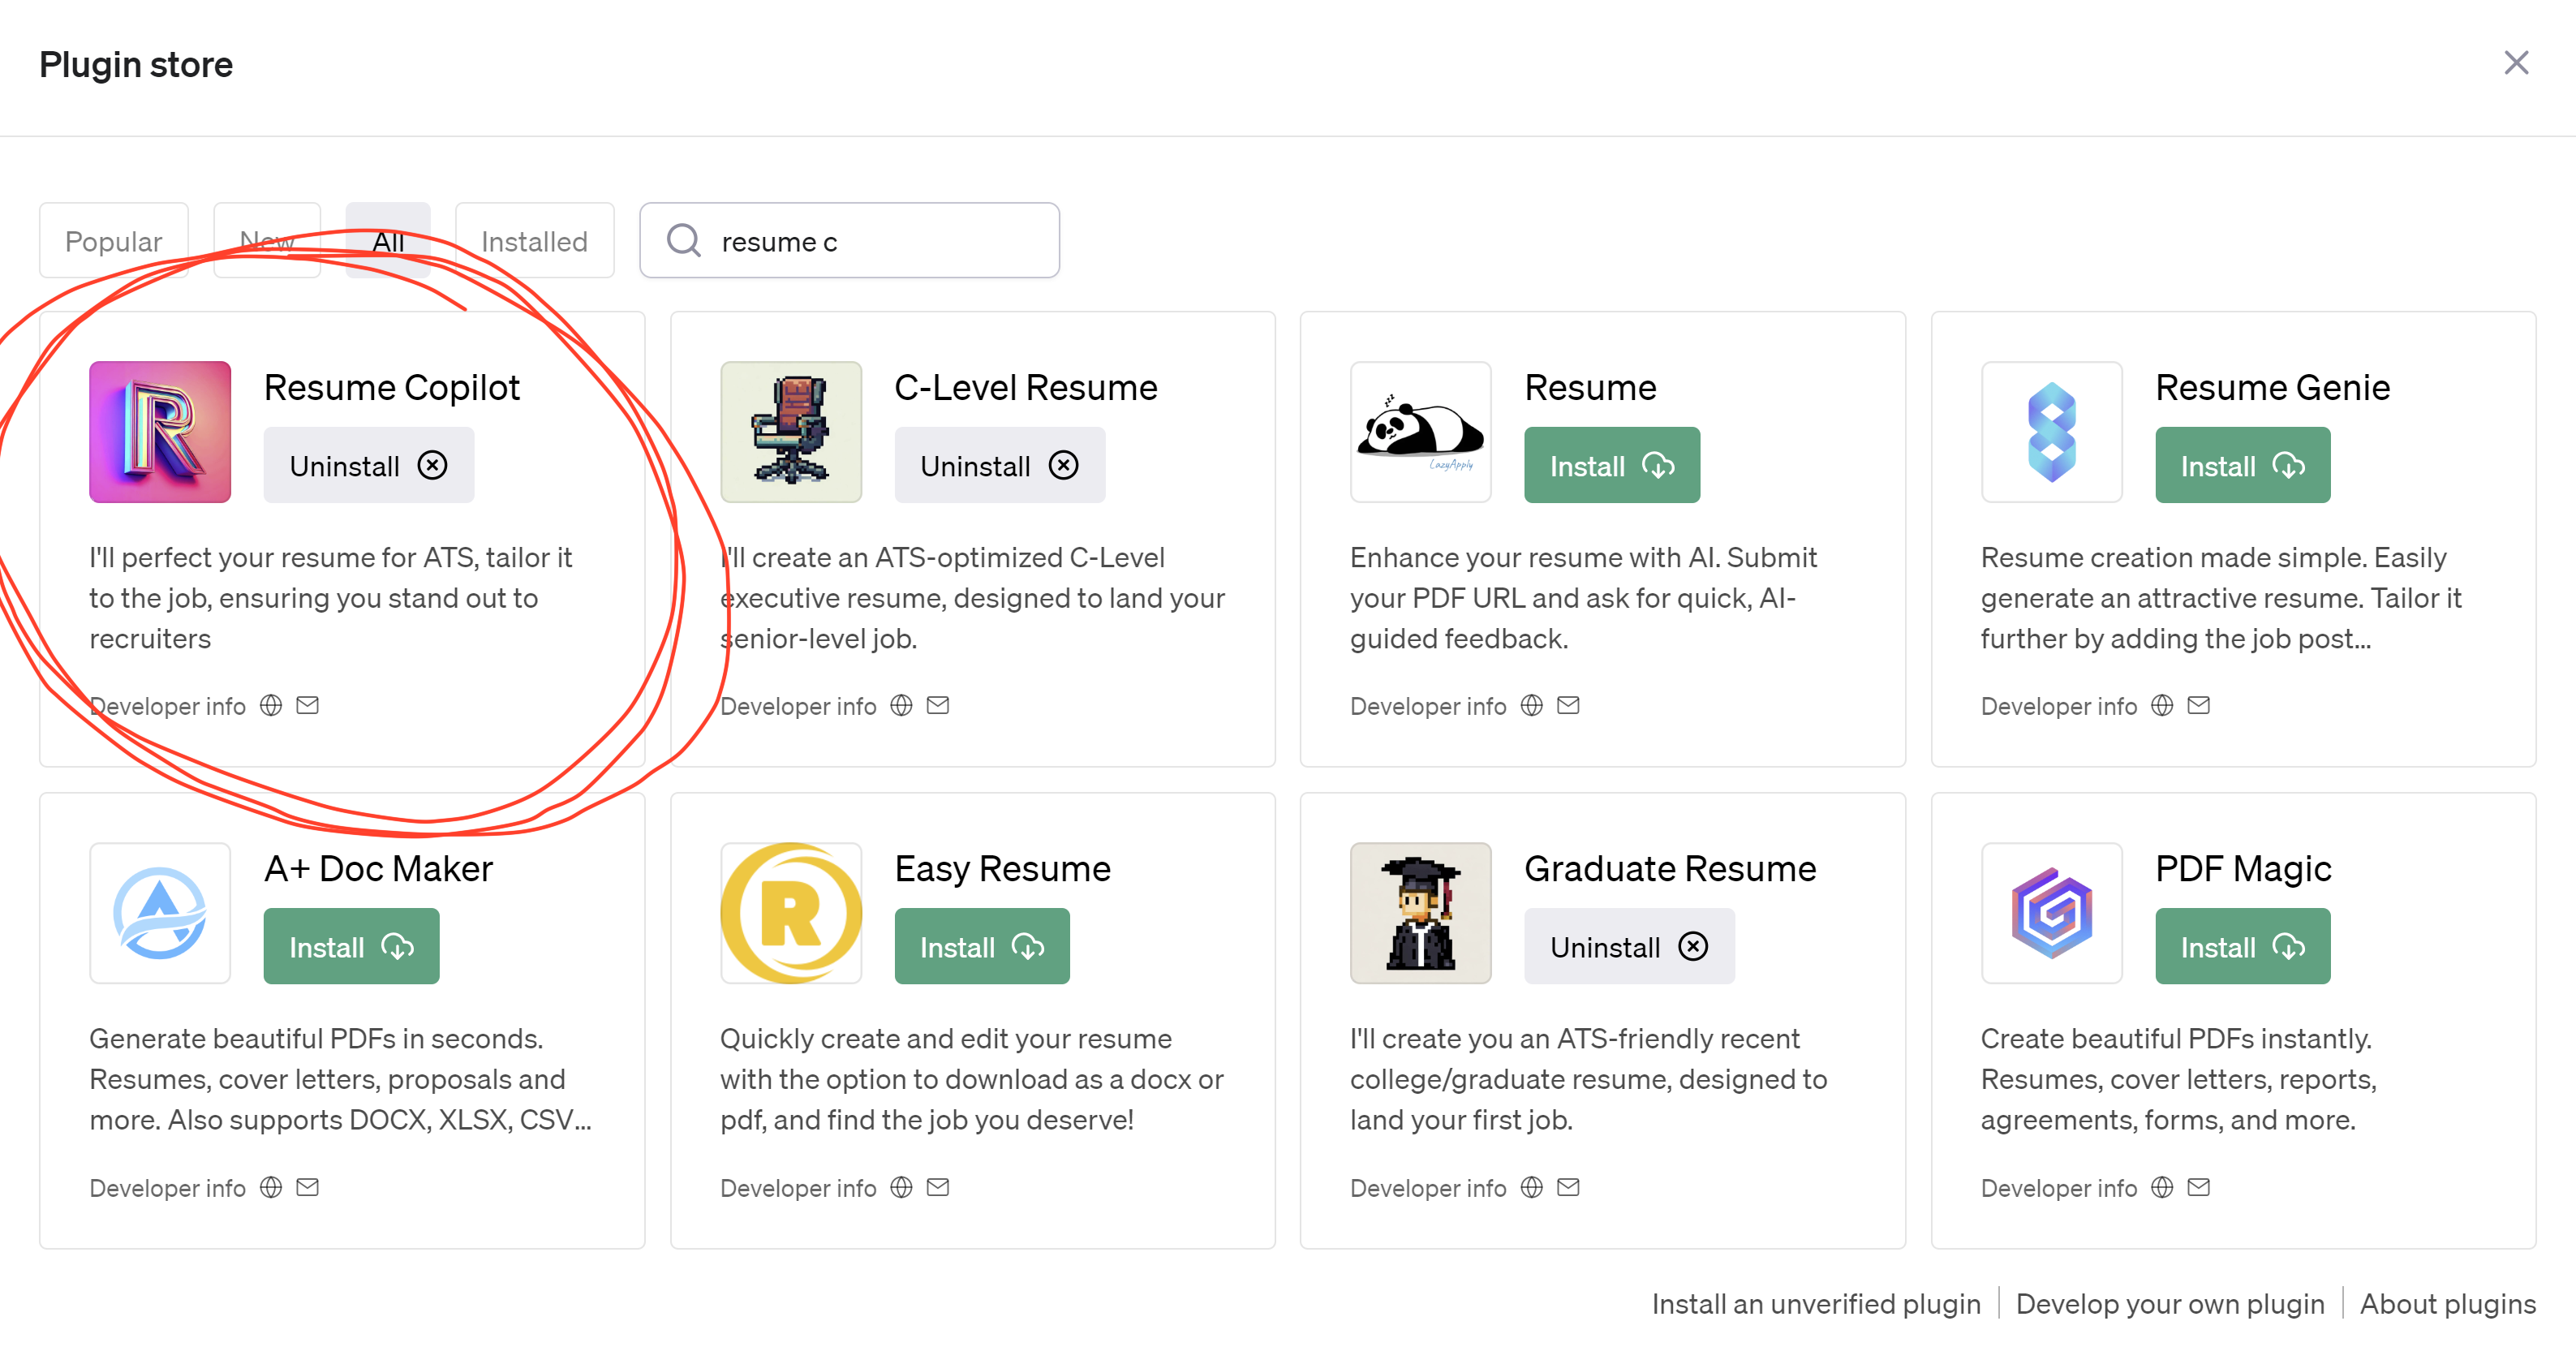 Plugin store
Popular
New
All
Installed
resume c
Resume Copilot
Uninstall
I'll perfect your resume for ATS, tailor it
to the job, ensuring you stand out to
recruiters
Developer info
C-Level Resume
Uninstall
I'll create an ATS-optimized C-Level
executive resume, designed to land your
senior-level job.
Developer info
LazyApply
Resume
Install
Enhance your resume with AI. Submit
your PDF URL and ask for quick, AI-
guided feedback.
Developer info
Resume Genie
Install
Resume creation made simple. Easily
generate an attractive resume. Tailor it
further by adding the job post...
Developer info
A+ Doc Maker
Install
Generate beautiful PDFs in seconds.
Resumes, cover letters, proposals and
more. Also supports DOCX, XLSX, CSV...
Developer info
Easy Resume
Install
Quickly create and edit your resume
with the option to download as a docx or
pdf, and find the job you deserve!
Developer info
Graduate Resume
Uninstall
I'll create you an ATS-friendly recent
college/graduate resume, designed to
land your first job.
Developer info
PDF Magic
Install
Create beautiful PDFs instantly.
Resumes, cover letters, reports,
agreements, forms, and more.
Developer info
Install an unverified plugin
Develop your own plugin
About plugins